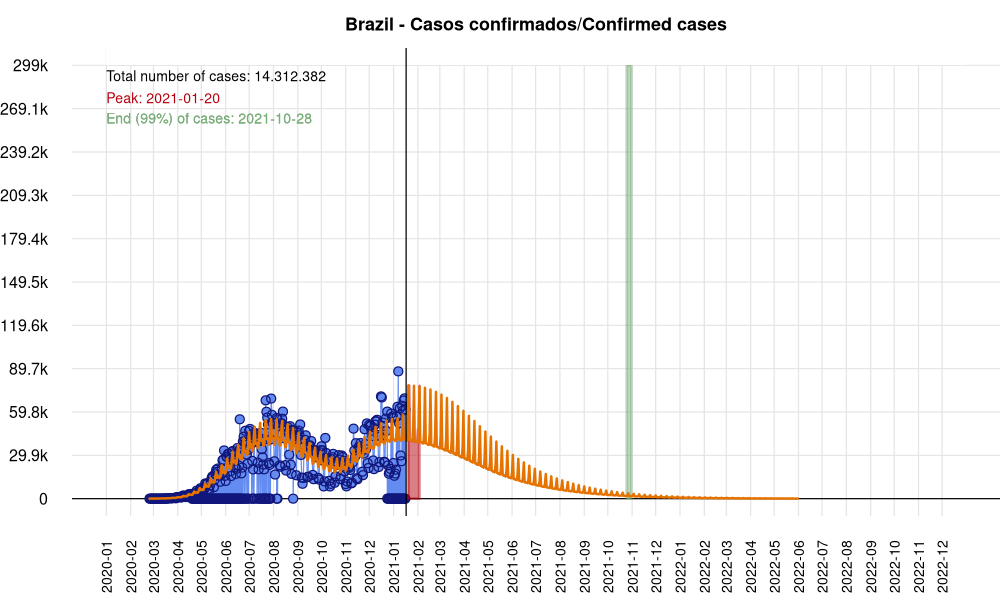 Brazil - Casos confirmados/Confirmed cases
Total number of cases: 14.312.382
Peak: 2021-01-20
End (99%) of cases: 2021-10-28
299k
269.1k
239.2k
209.3k
179.4k
149.5k
119.6k
89.7k
59.8k
29.9k
0
2020-01
2020-02
2020-03
2020-04
2020-05
2020-06
2020-07
2020-08
2020-09
2020-10
2020-11
2020-12
2021-01
2021-02
2021-03
2021-04
2021-05
2021-06
2021-07
2021-08
2021-09
2021-10
2021-11
2021-12
2022-01
2022-02
2022-03
2022-04
2022-05
2022-06
2022-07
2022-08
2022-09
2022-10
2022-11
2022-12